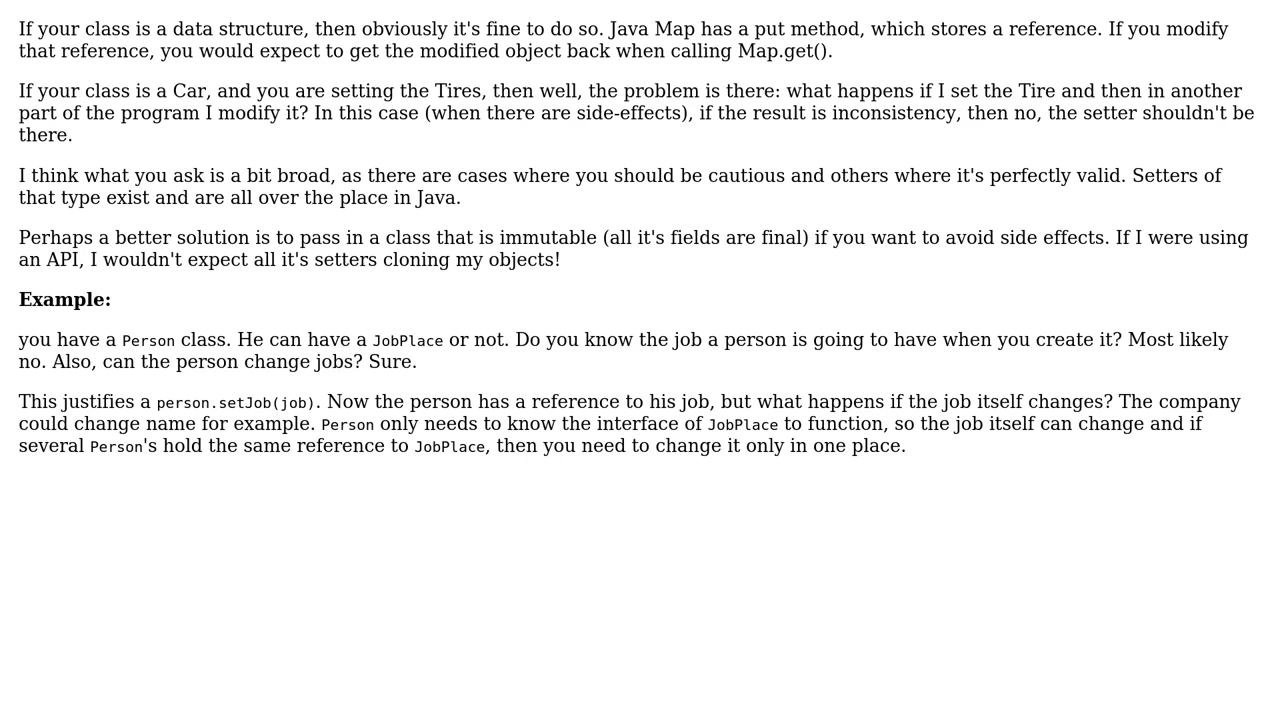 If your class is a data structure, then obviously it's fine to do so. Java Map has a put method, which stores a reference. If you modify
that reference, you would expect to get the modified object back when calling Map.get().
If your class is a Car, and you are setting the Tires, then well, the problem is there: what happens if I set the Tire and then in another
part of the program I modify it? In this case (when there are side-effects), if the result is inconsistency, then no, the setter shouldn't be
there.
I think what you ask is a bit broad, as there are cases where you should be cautious and others where it's perfectly valid. Setters of
that type exist and are all over the place in Java.
Perhaps a better solution is to pass in a class that is immutable (all it's fields are final) if you want to avoid side effects. If I were using
an API, I wouldn't expect all it's setters cloning my objects!
Example:
you have a Person class. He can have a JobPlace or not. Do you know the job a person is going to have when you create it? Most likely
no. Also, can the person change jobs? Sure.
This justifies a person.setJob(job). Now the person has a reference to his job, but what happens if the job itself changes? The company
could change name for example. Person only needs to know the interface of JobPlace to function, so the job itself can change and if
several Person's hold the same reference to JobPlace, then you need to change it only in one place.